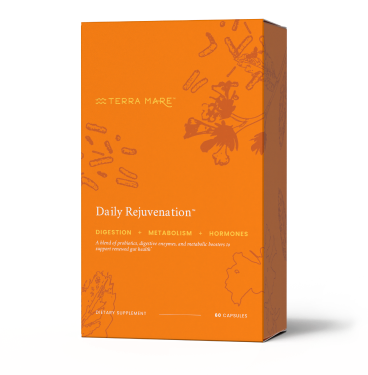 TERRA MARE™
Daily Rejuvenation™
DIGESTION + METABOLISM + HORMONES
A blend of probiotics, digestive enzymes, and metabolic boosters to
support renewed gut health*
DIETARY SUPPLEMENT
60 CAPSULES